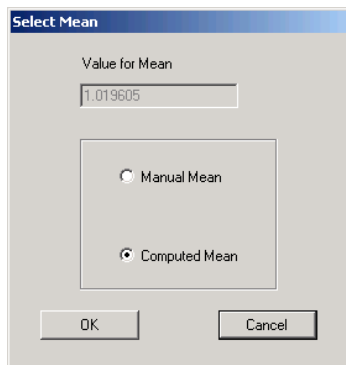 Select Mean
Value for Mean
1.019605
Manual Mean
Computed Mean
OK Cancel